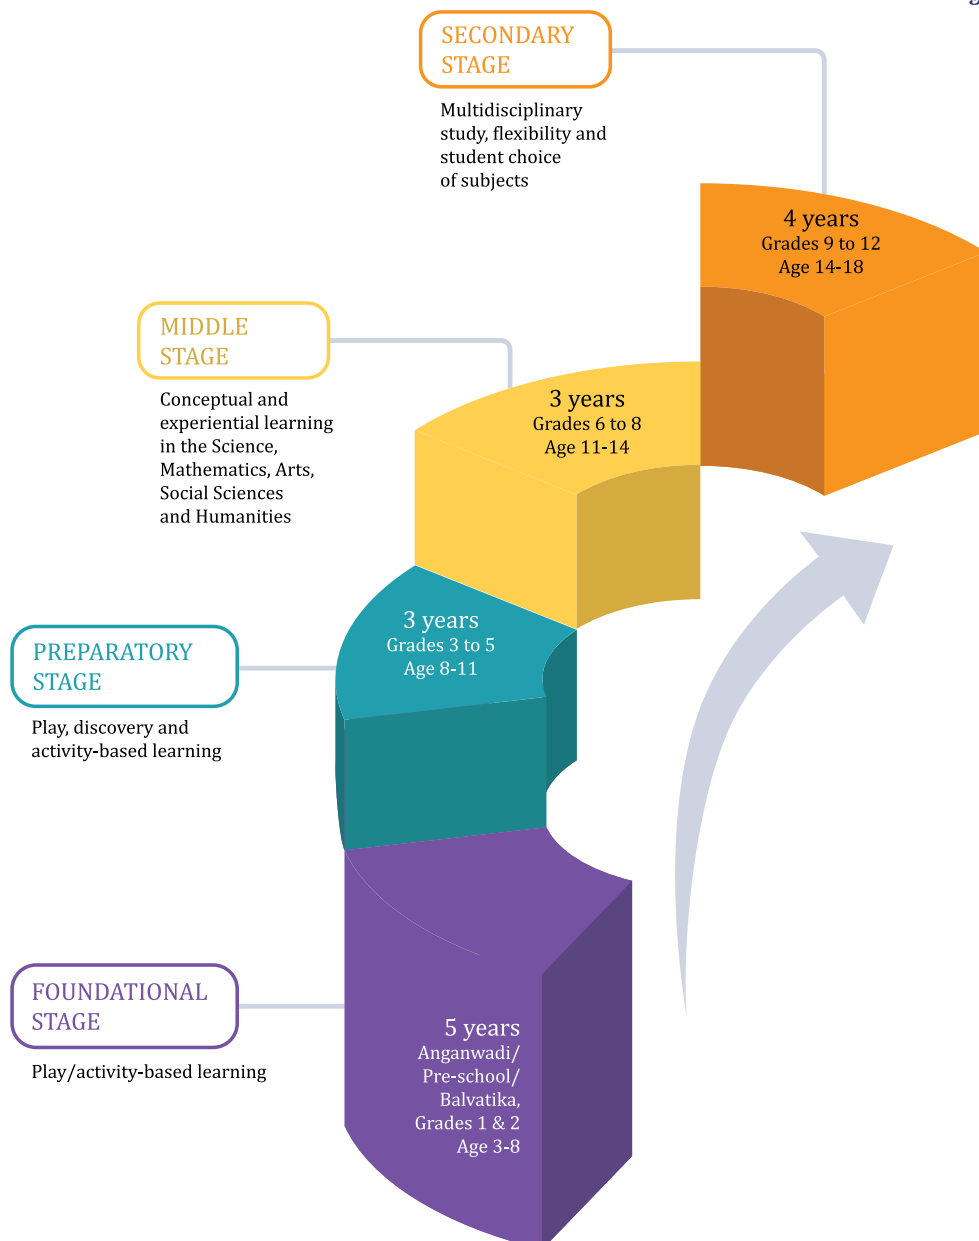 SECONDARY
STAGE
Multidisciplinary
study, flexibility and
student choice
of subjects
4 years
Grades 9 to 12
Age 14-18
MIDDLE
STAGE
Conceptual and
experiential learning
in the Science,
Mathematics, Arts,
Social Sciences
and Humanities
3 years
Grades 6 to 8
Age 11-14
PREPARATORY
STAGE
Play, discovery and
activity-based learning
3 years
Grades 3 to 5
Age 8-11
FOUNDATIONAL
STAGE
Play/activity-based learning
5 years
Anganwadi/
Pre-school/
Balvatika,
Grades 1 & 2
Age 3-8